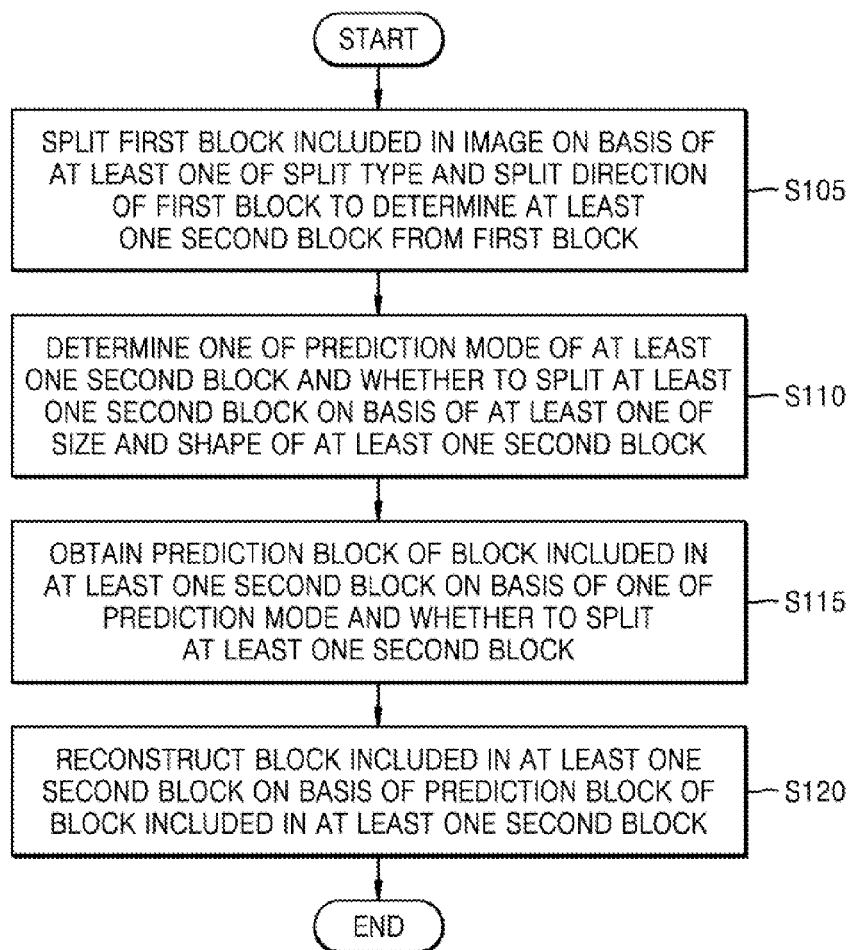 START
SPLIT FIRST BLOCK INCLUDED IN IMAGE ON BASIS OF
AT LEAST ONE OF SPLIT TYPE AND SPLIT DIRECTION
OF FIRST BLOCK TO DETERMINE AT LEAST
ONE SECOND BLOCK FROM FIRST BLOCK
S105
DETERMINE ONE OF PREDICTION MODE OF AT LEAST
ONE SECOND BLOCK AND WHETHER TO SPLIT AT LEAST
ONE SECOND BLOCK ON BASIS OF AT LEAST ONE OF
SIZE AND SHAPE OF AT LEAST ONE SECOND BLOCK
S110
OBTAIN PREDICTION BLOCK OF BLOCK INCLUDED IN
AT LEAST ONE SECOND BLOCK ON BASIS OF ONE OF
PREDICTION MODE AND WHETHER TO SPLIT
AT LEAST ONE SECOND BLOCK
S115
RECONSTRUCT BLOCK INCLUDED IN AT LEAST ONE
SECOND BLOCK ON BASIS OF PREDICTION BLOCK OF
BLOCK INCLUDED IN AT LEAST ONE SECOND BLOCK
S120
END